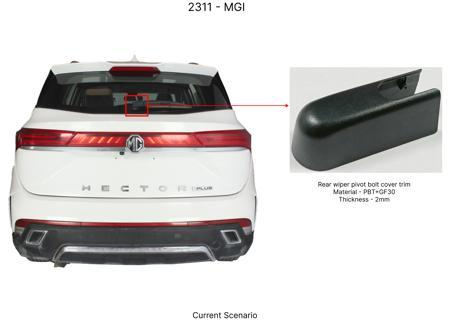 2311 - MGI
MG
HECTOR PLUS
Rear wiper pivot bolt cover trim
Material - PBT+GF30
Thickness - 2mm
Current Scenario